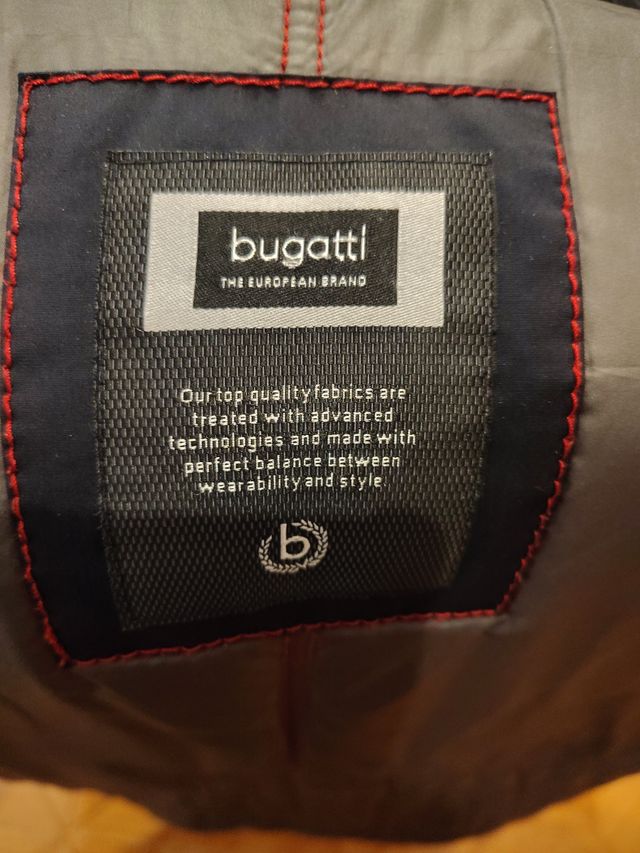 bugatti
THE EUROPEAN BRAND
Our top quality fabrics are
treated with advanced
technologies and made with
perfect balance between
wearability and style
b